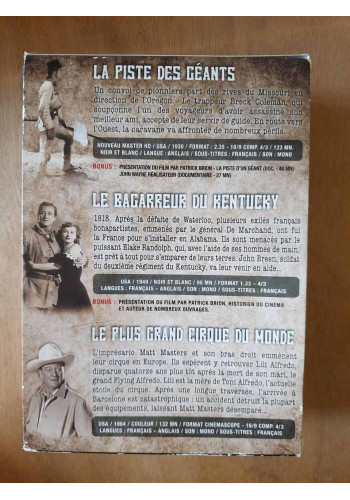 LA PISTE DES GÉANTS
Un convoi de pionniers part des rives du Missouri en
direction de l'Oregon. Le trappeur Breck Coleman, qui
soupçonne l'un des voyageurs d'avoir assassiné son
meilleur ami, accepte de leur servir de guide. En route vers
l'Ouest, la caravane va affronter de nombreux périls.
NOUVEAU MASTER HD / USA / 1930 / FORMAT : 2.35 - 16/9 COMP. 4/3 / 123 MN.
NOIR ET BLANC / LANGUE : ANGLAIS / SOUS-TITRES : FRANÇAIS / SON : MONO
BONUS : PRÉSENTATION DU FILM PAR PATRICK BRION - LA PISTE D'UN GÉANT (DOC. - 44 MN)
JOHN WAYNE RÉALISATEUR (DOCUMENTAIRE - 27 MN)
LE BAGARREUR DU KENTUCKY
1818. Après la défaite de Waterloo, plusieurs exilés français
bonapartistes, emmenés par le général De Marchand, ont fui
la France pour s'installer en Alabama. Ils sont menacés par le
puissant Blake Randolph, qui, avec l'aide de ses hommes de main,
est prêt à tout pour s'emparer de leurs terres. John Breen, soldat
du deuxième régiment du Kentucky, va leur venir en aide...
USA / 1949 / NOIR ET BLANC / 96 MN / FORMAT 1.33 – 4/3
LANGUES : FRANÇAIS – ANGLAIS / SON : MONO / SOUS-TITRES : FRANÇAIS
BONUS : PRÉSENTATION DU FILM PAR PATRICK BRION, HISTORIEN DU CINÉMA
ET AUTEUR DE NOMBREUX OUVRAGES.
LE PLUS GRAND CIRQUE DU MONDE
L'imprésario Matt Masters et son bras droit emmènent
leur cirque en Europe. Ils espèrent y retrouver Lili Alfredo,
disparue quatorze ans plus tôt après la mort de son mari, le
grand Flying Alfredo. Lili est la mère de Toni Alfredo, l'actuelle
étoile du cirque. Après une longue traversée, l'arrivée à
Barcelone est catastrophique : un accident détruit la plupart
des équipements, laissant Matt Masters désemparé...
USA / 1964 / COULEUR / 132 MN / FORMAT CINEMASCOPE - 16/9 COMP. 4/3
LANGUES : FRANÇAIS – ANGLAIS / SON : MONO / SOUS-TITRES : FRANÇAIS